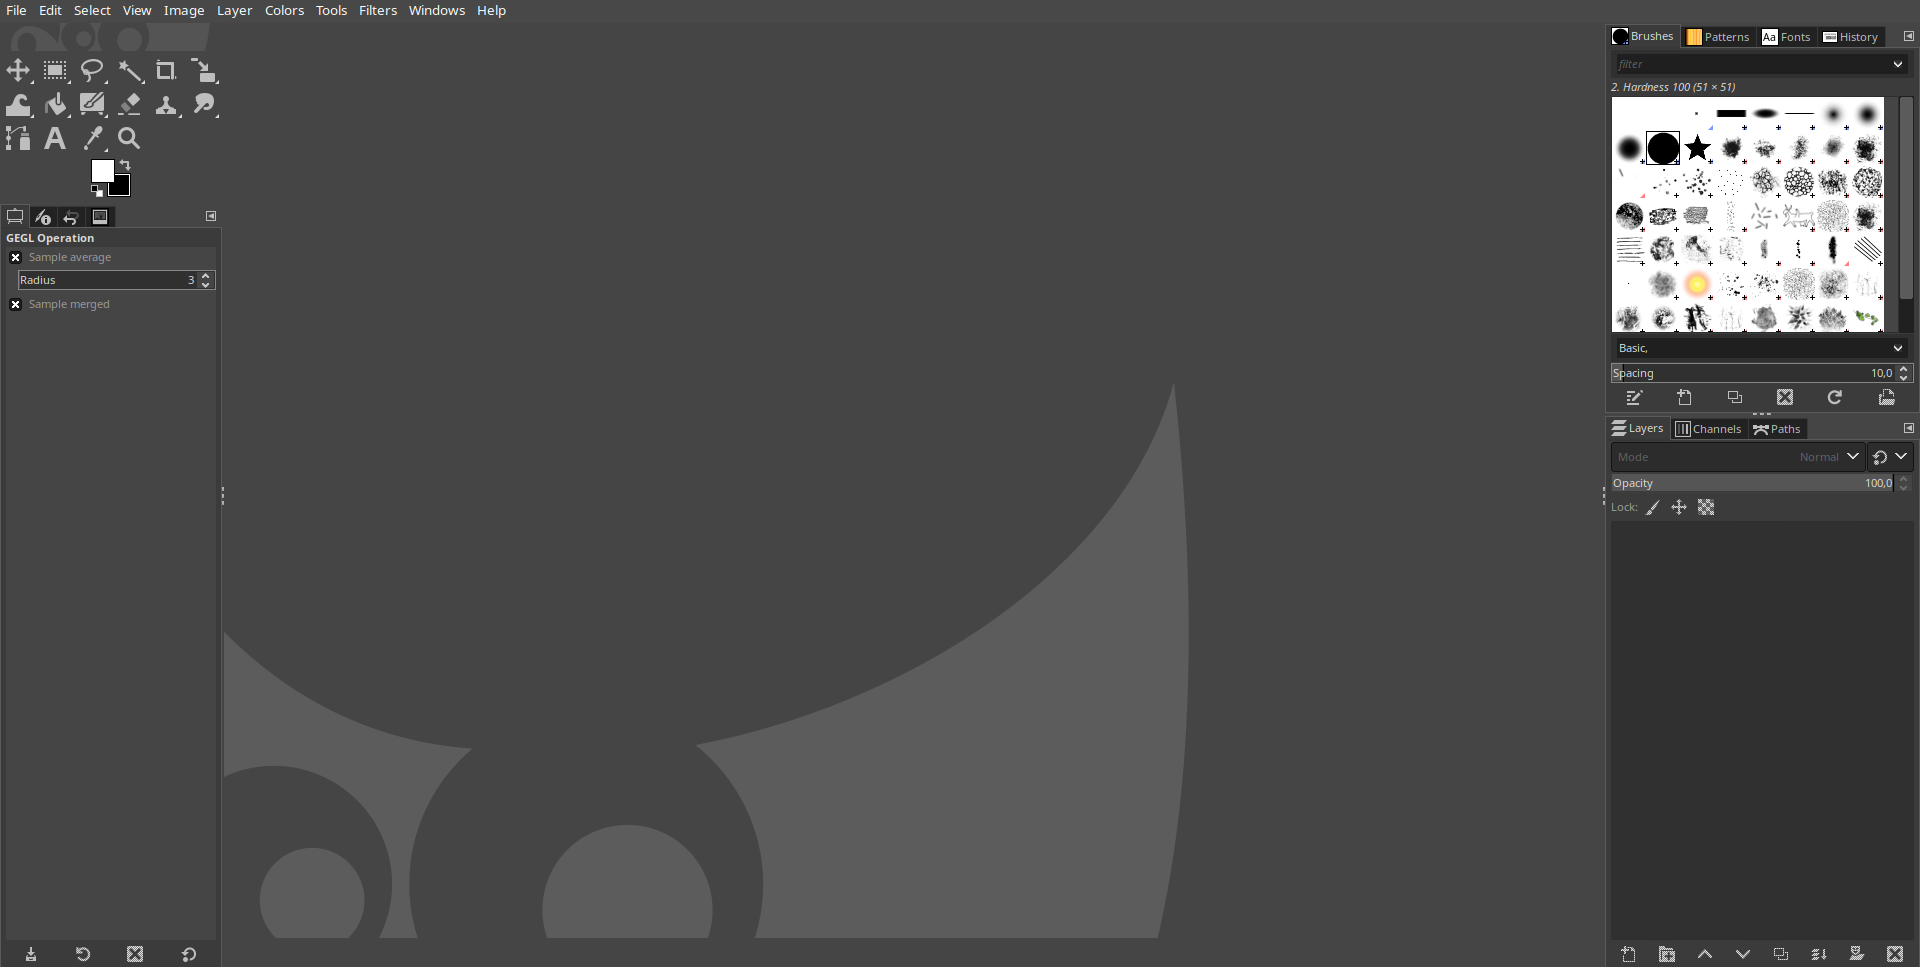 File Edit Select View Image Layer Colors Tools Filters Windows Help
GEGL Operation
Sample average
Radius 3
Sample merged
Brushes Patterns Aa Fonts History
filter
2. Hardness 100 (51 × 51)
Basic,
Spacing 10,0
Layers Channels Paths
Mode Normal
Opacity 100,0
Lock: